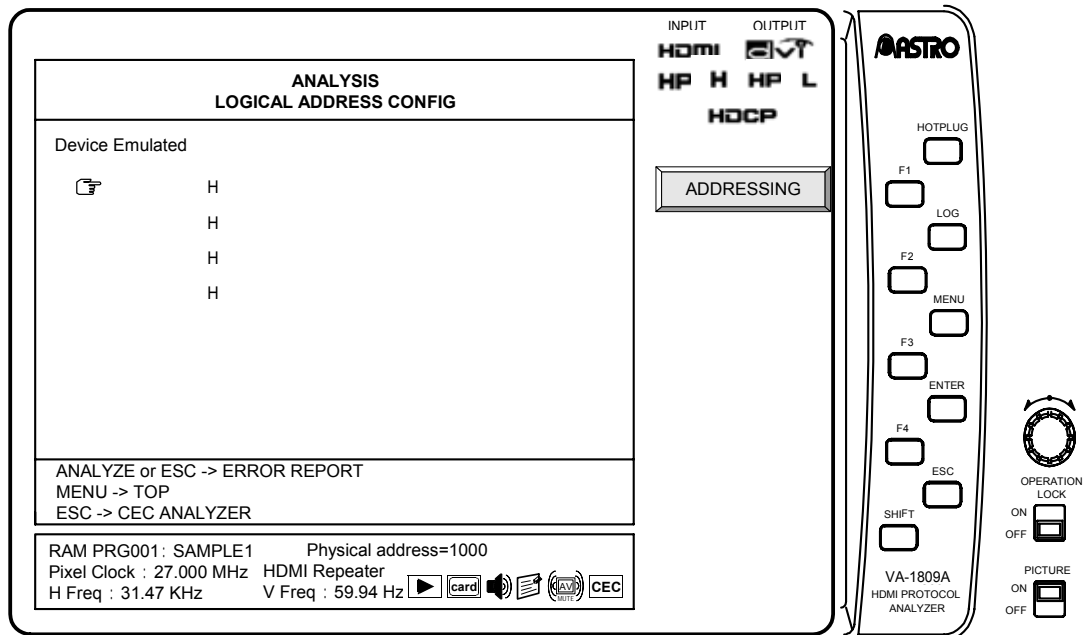 INPUT OUTPUT
HDMI DVI
HP H HP L
HDCP
ANALYSIS
LOGICAL ADDRESS CONFIG
Device Emulated
H
H
H
H
ADDRESSING
ANALYZE or ESC -> ERROR REPORT
MENU -> TOP
ESC -> CEC ANALYZER
RAM PRG001: SAMPLE1 Physical address=1000
Pixel Clock : 27.000 MHz HDMI Repeater
H Freq : 31.47 KHz V Freq : 59.94 Hz card AV MUTE CEC
ASTRO
HOTPLUG
F1
LOG
F2
MENU
F3
ENTER
F4
ESC
SHIFT
VA-1809A
HDMI PROTOCOL
ANALYZER
OPERATION
LOCK
ON
OFF
PICTURE
ON
OFF